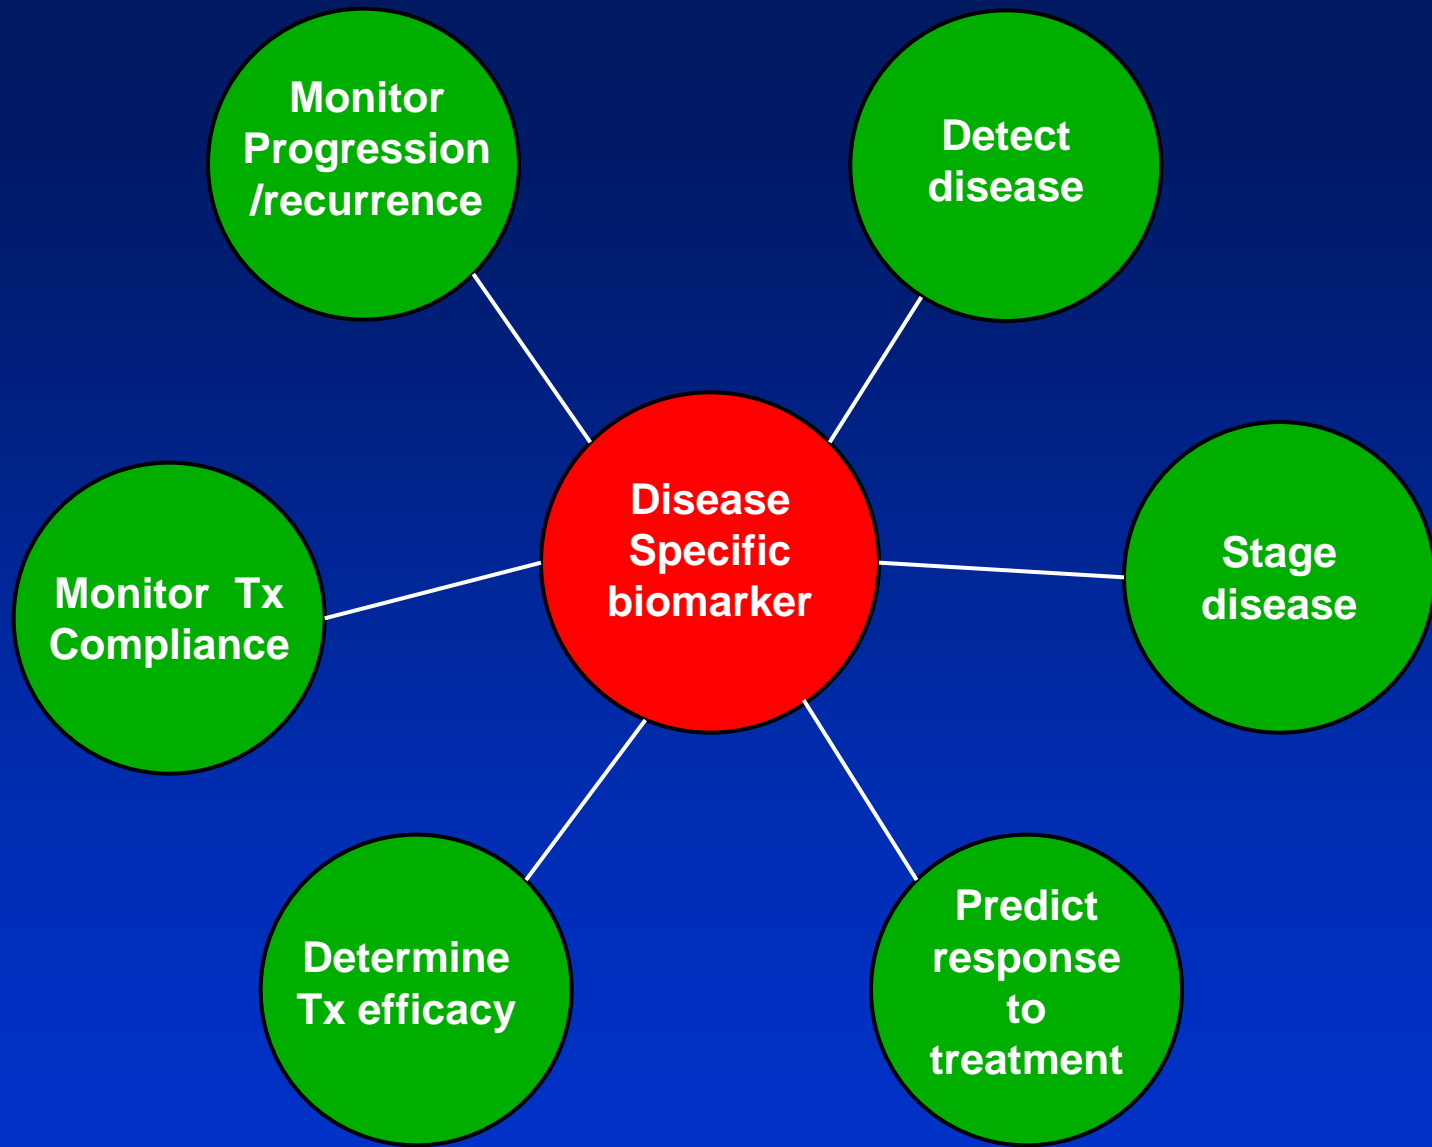 Monitor
Progression
/recurrence
Detect
disease
Disease
Specific
biomarker
Stage
disease
Monitor  Tx
Compliance
Determine
Tx efficacy
Predict
response
to
treatment